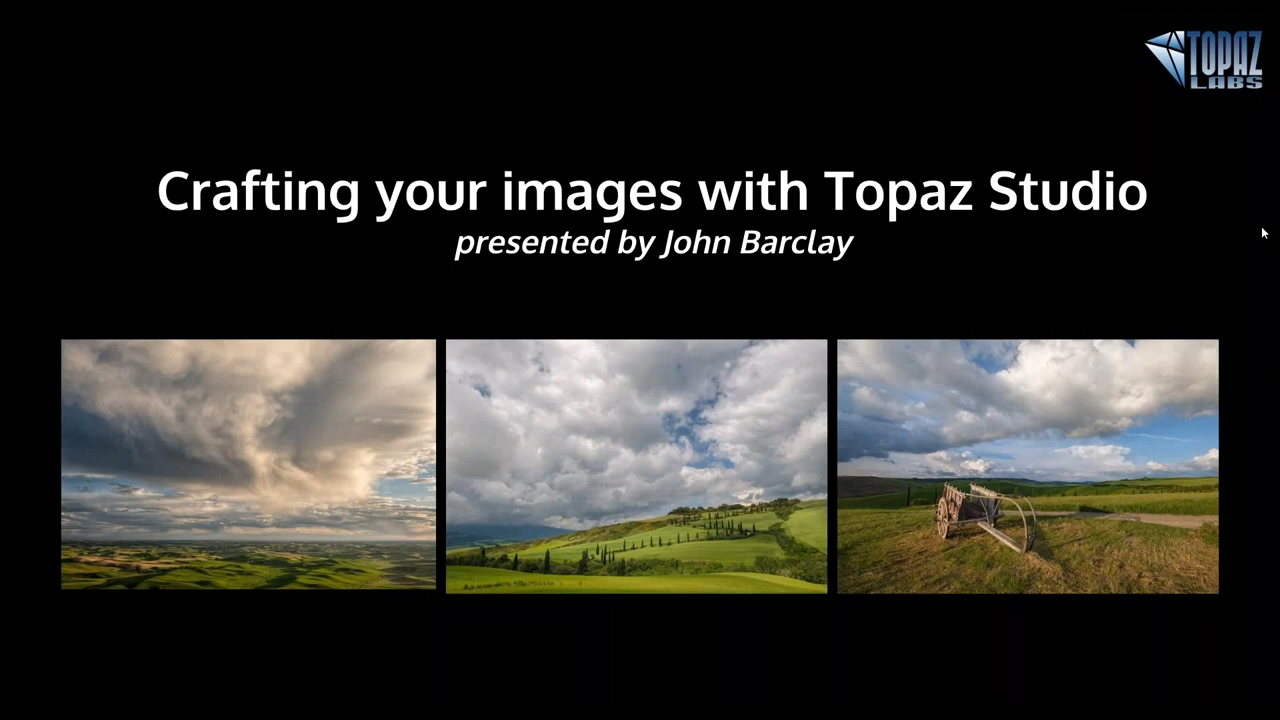 TOPAZ
LABS
Crafting your images with Topaz Studio
presented by John Barclay